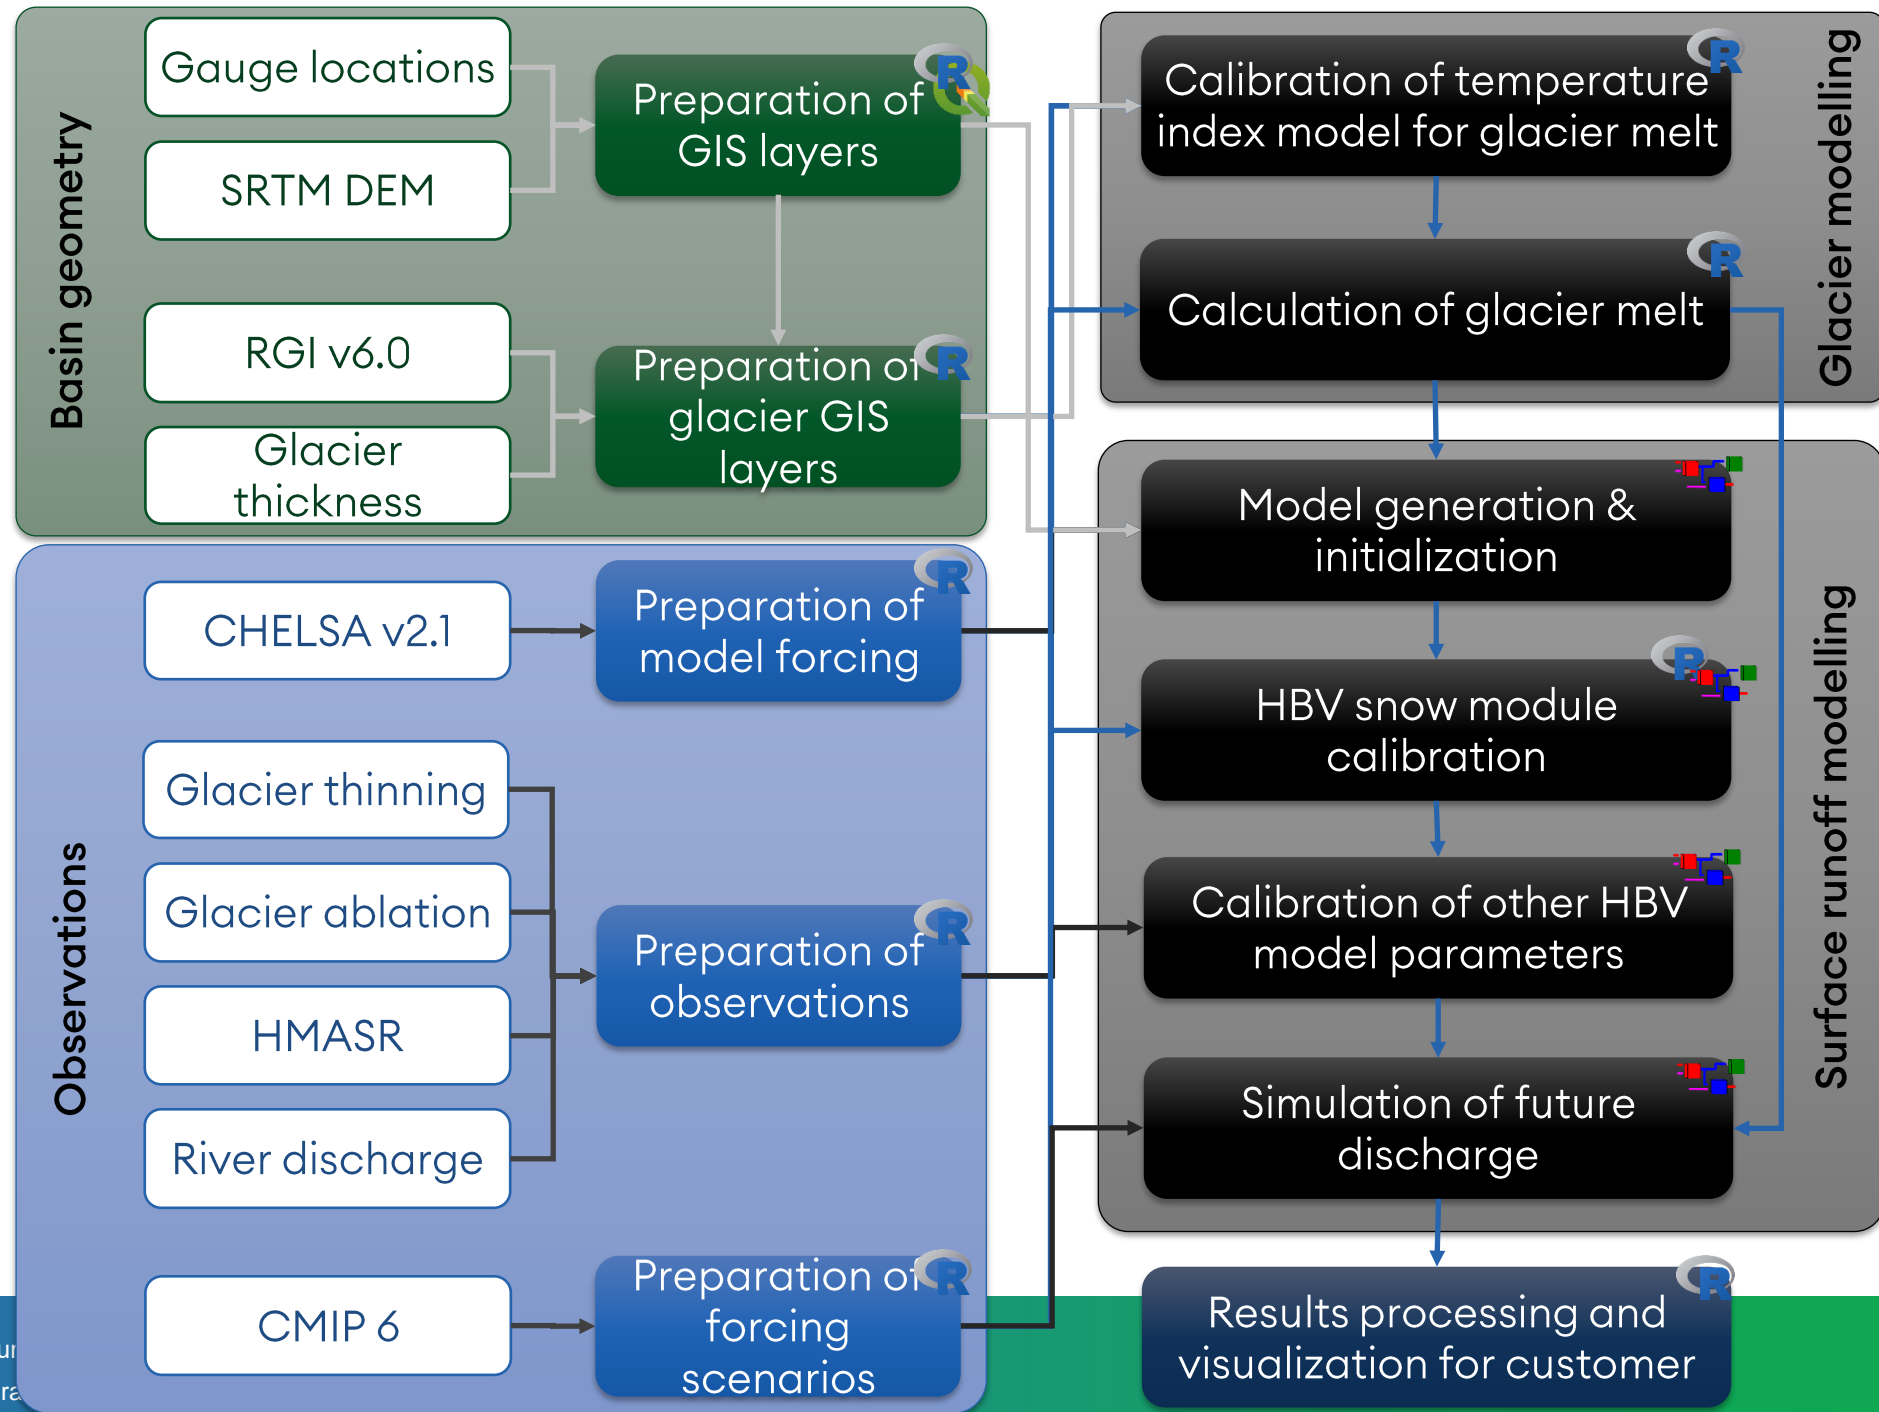 Basin geometry
Gauge locations
SRTM DEM
RGI v6.0
Glacier
thickness
Preparation of
GIS layers
Preparation of
glacier GIS
layers
Observations
CHELSA v2.1
Glacier thinning
Glacier ablation
HMASR
River discharge
CMIP 6
Preparation of
model forcing
Preparation of
observations
Preparation of
forcing
scenarios
Glacier modelling
Calibration of temperature
index model for glacier melt
Calculation of glacier melt
Surface runoff modelling
Model generation &
initialization
HBV snow module
calibration
Calibration of other HBV
model parameters
Simulation of future
discharge
Results processing and
visualization for customer
R
R
R
R
R
R
R
R
R